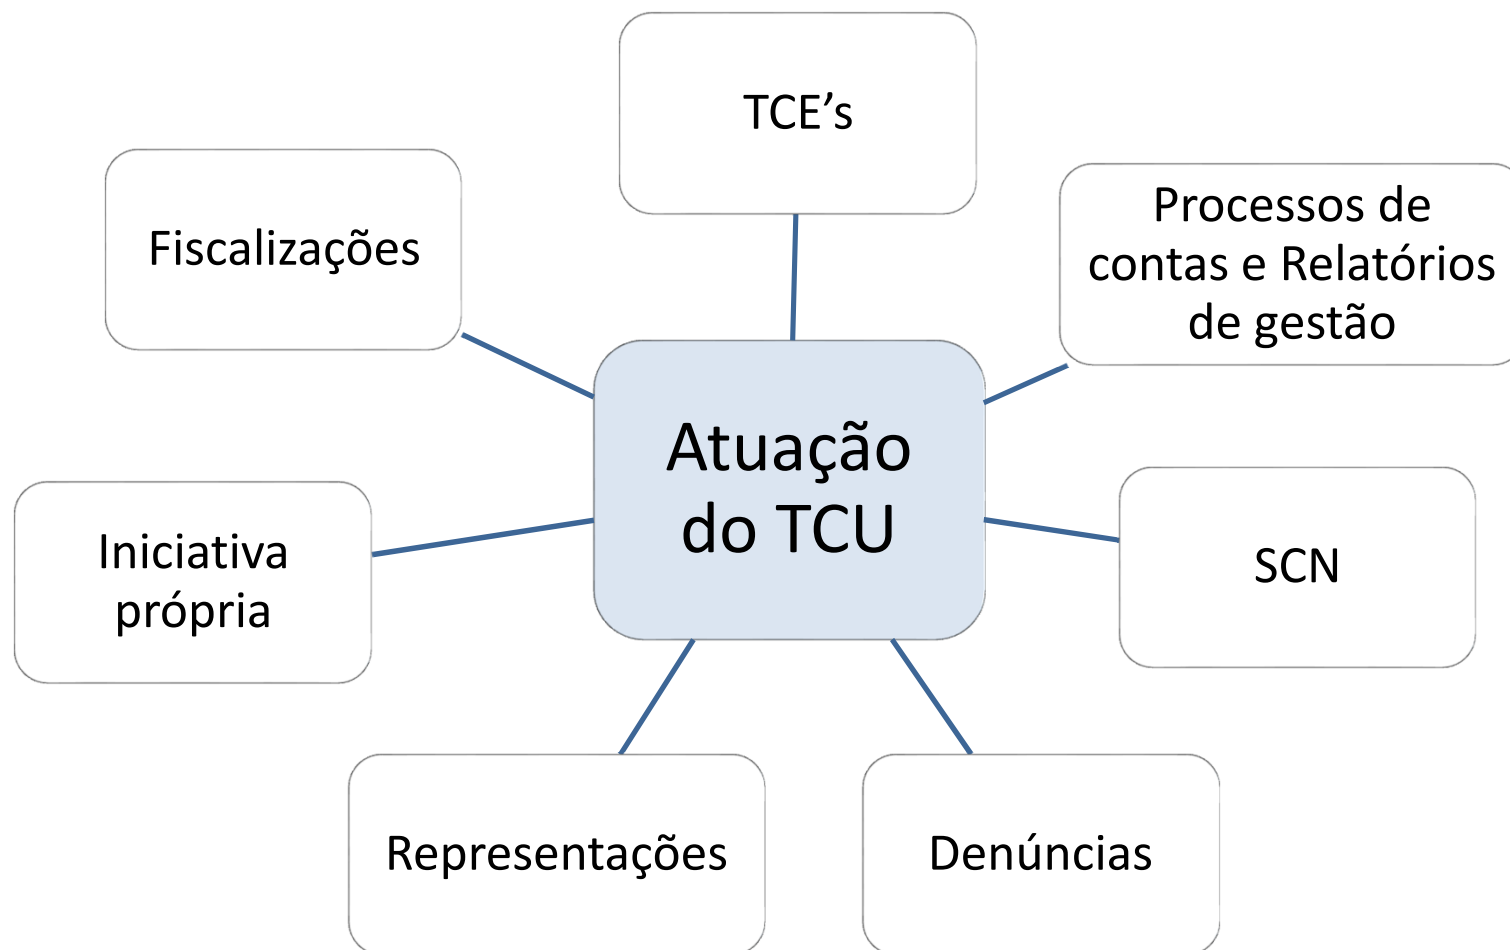 TCE’s
Processos de
contas e Relatórios
de gestão
Fiscalizações
Atuação
do TCU
SCN
Iniciativa
própria
Representações
Denúncias